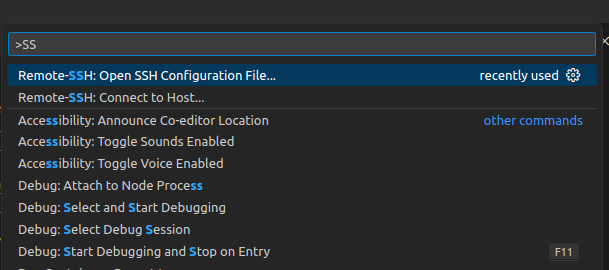 >SS
Remote-SSH: Open SSH Configuration File... recently used
Remote-SSH: Connect to Host...
Accessibility: Announce Co-editor Location other commands
Accessibility: Toggle Sounds Enabled
Accessibility: Toggle Voice Enabled
Debug: Attach to Node Process
Debug: Select and Start Debugging
Debug: Select Debug Session
Debug: Start Debugging and Stop on Entry F11